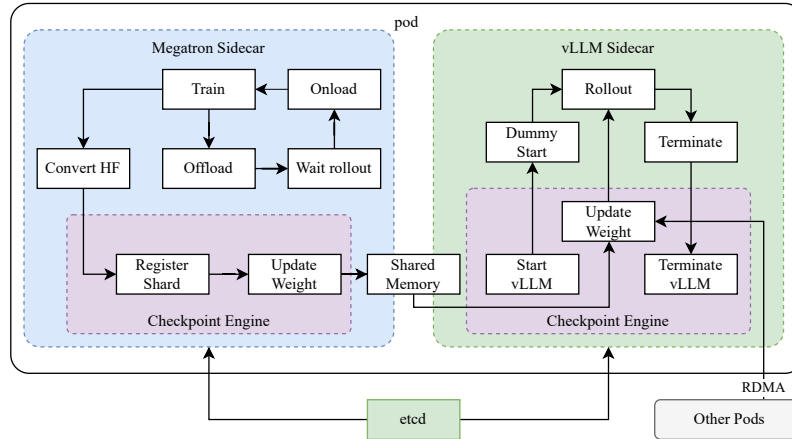 pod
Megatron Sidecar
vLLM Sidecar
Train
Onload
Rollout
Dummy
Start
Terminate
Convert HF
Offload
Wait rollout
Update
Weight
Register
Shard
Update
Weight
Shared
Memory
Start
vLLM
Terminate
vLLM
Checkpoint Engine
Checkpoint Engine
RDMA
etcd
Other Pods